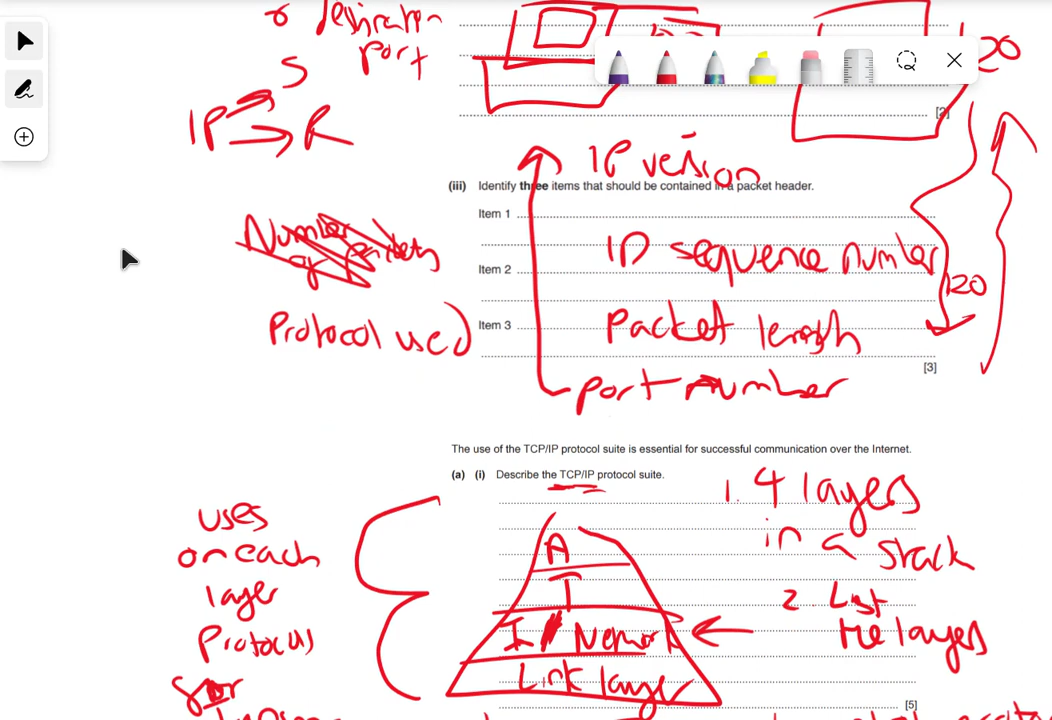 & destination
port
S
IP → R
120
[2]
IP version
(iii) Identify three items that should be contained in a packet header.
Item 1
Number
of packets
IP sequence number
Item 2
120
Protocol used
Item 3
Packet length
[3]
port number
The use of the TCP/IP protocol suite is essential for successful communication over the Internet.
(a) (i) Describe the TCP/IP protocol suite.
1. 4 layers
in a stack
uses
on each
layer
Protocols
for
A
T
I / Network
Link layer
2. List
the layers
[5]